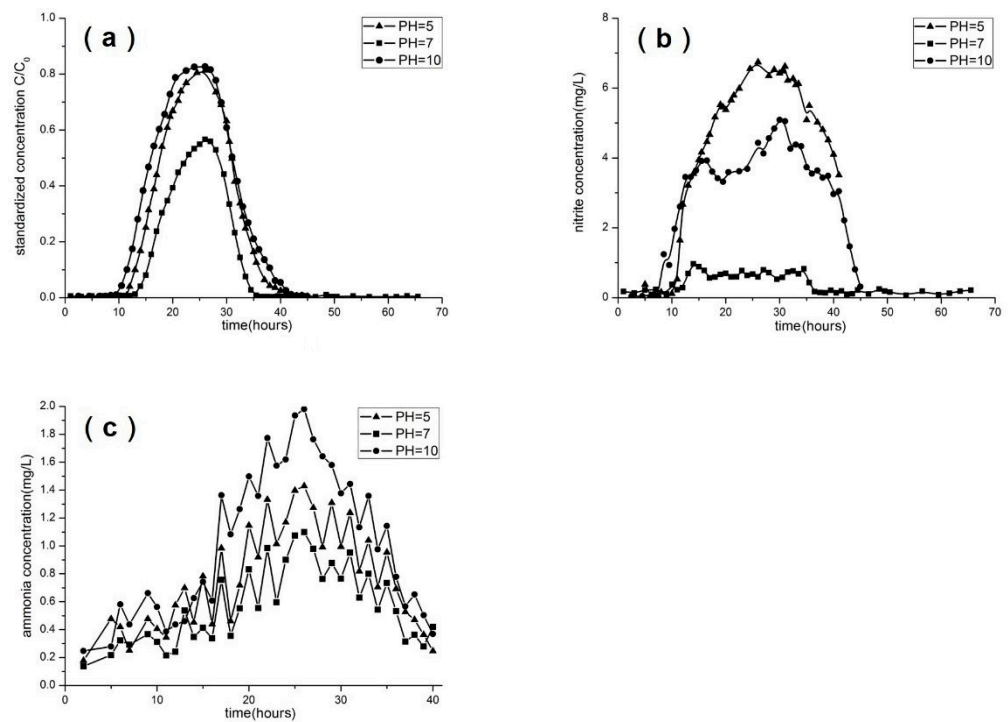 ( a )
PH=5
PH=7
PH=10
standardized concentration C/C₀
1.0
0.8
0.6
0.4
0.2
0.0
0 10 20 30 40 50 60 70
time(hours)
( b )
PH=5
PH=7
PH=10
nitrite concentration(mg/L)
8
6
4
2
0
0 10 20 30 40 50 60 70
time(hours)
( c )
PH=5
PH=7
PH=10
ammonia concentration(mg/L)
2.0
1.8
1.6
1.4
1.2
1.0
0.8
0.6
0.4
0.2
0.0
0 10 20 30 40
time(hours)